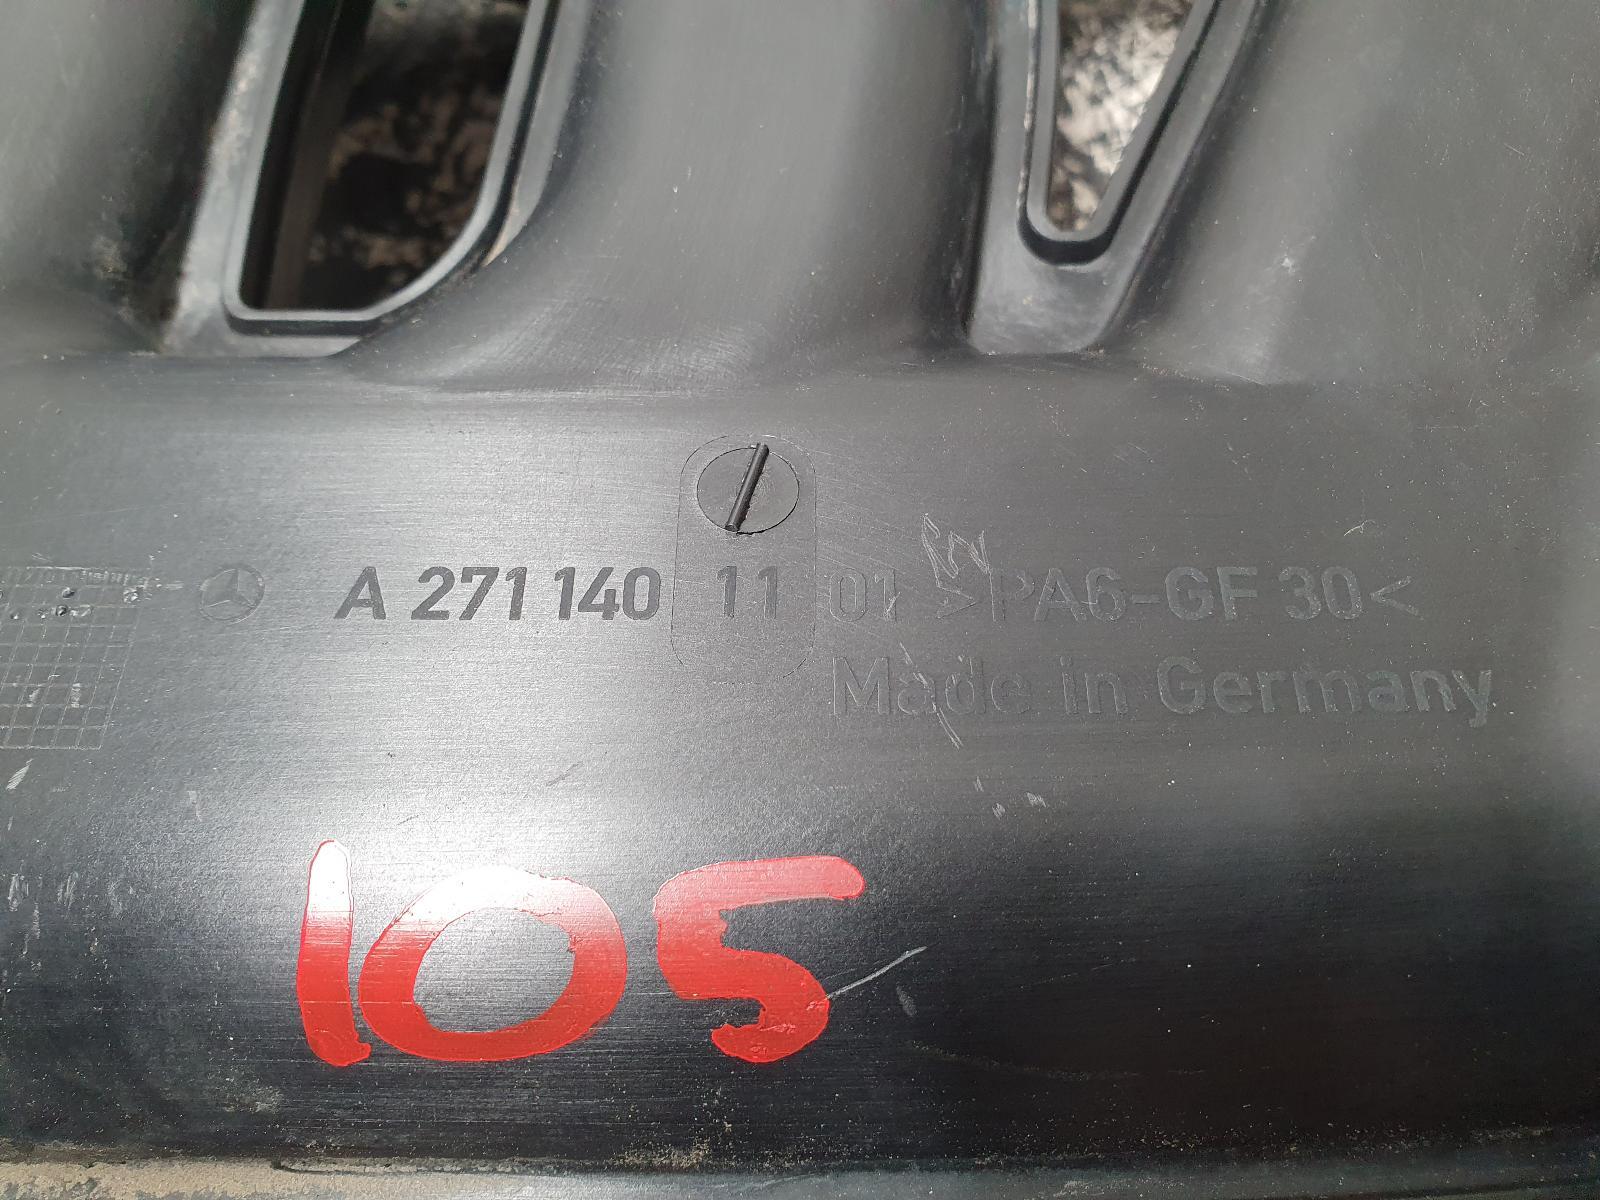 A 271 140 11 01 >PA6-GF 30<
Made in Germany
105